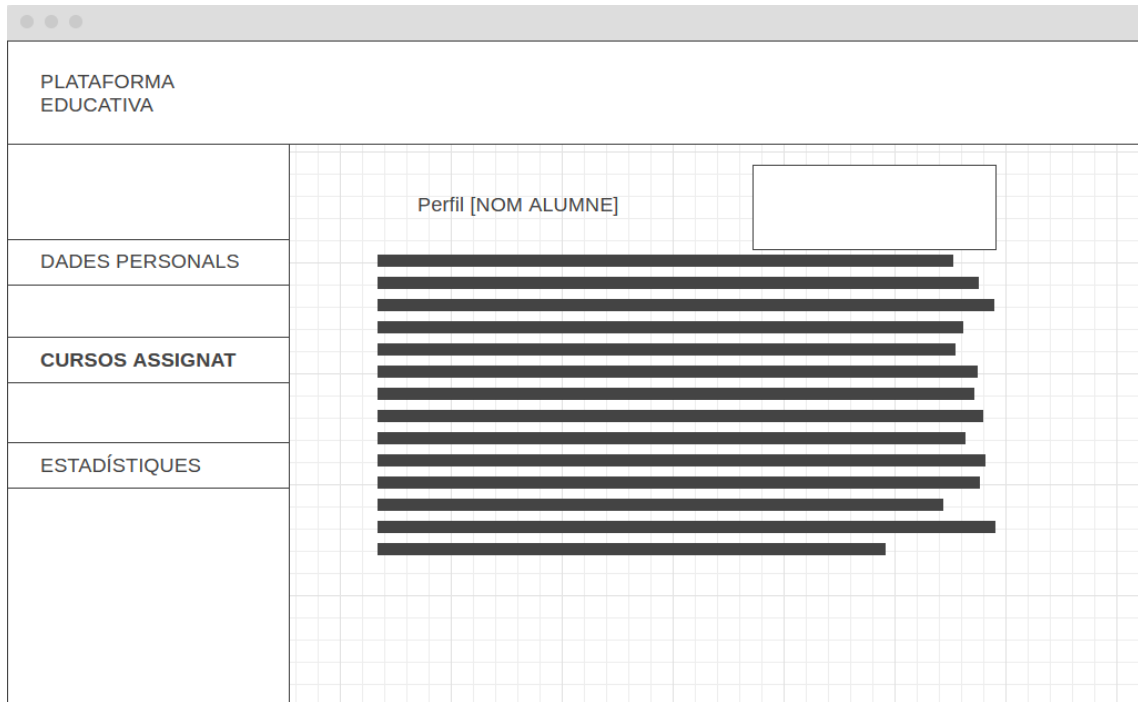 PLATAFORMA
EDUCATIVA
Perfil [NOM ALUMNE]
DADES PERSONALS
CURSOS ASSIGNAT
ESTADÍSTIQUES